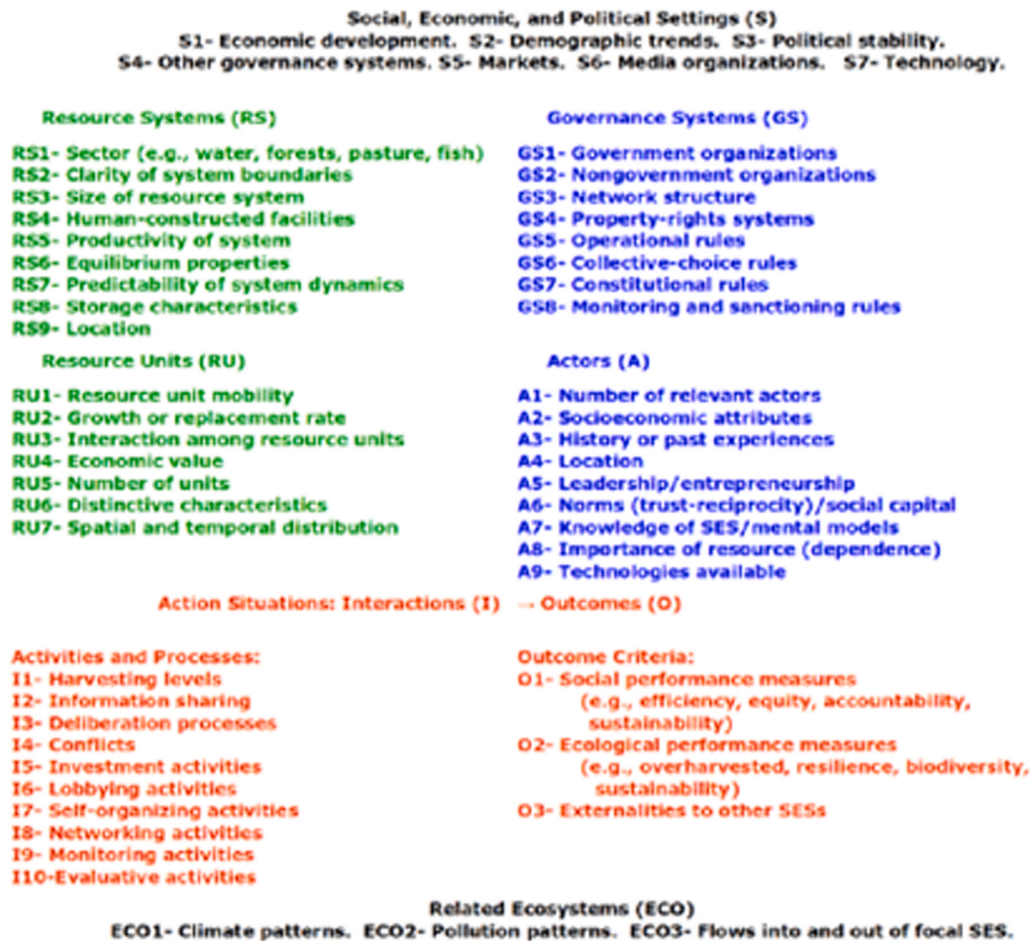 Social, Economic, and Political Settings (S)
S1- Economic development. S2- Demographic trends. S3- Political stability.
S4- Other governance systems. S5- Markets. S6- Media organizations. S7- Technology.
Resource Systems (RS)
RS1- Sector (e.g., water, forests, pasture, fish)
RS2- Clarity of system boundaries
RS3- Size of resource system
RS4- Human-constructed facilities
RS5- Productivity of system
RS6- Equilibrium properties
RS7- Predictability of system dynamics
RS8- Storage characteristics
RS9- Location
Governance Systems (GS)
GS1- Government organizations
GS2- Nongovernment organizations
GS3- Network structure
GS4- Property-rights systems
GS5- Operational rules
GS6- Collective-choice rules
GS7- Constitutional rules
GS8- Monitoring and sanctioning rules
Resource Units (RU)
RU1- Resource unit mobility
RU2- Growth or replacement rate
RU3- Interaction among resource units
RU4- Economic value
RU5- Number of units
RU6- Distinctive characteristics
RU7- Spatial and temporal distribution
Actors (A)
A1- Number of relevant actors
A2- Socioeconomic attributes
A3- History or past experiences
A4- Location
A5- Leadership/entrepreneurship
A6- Norms (trust-reciprocity)/social capital
A7- Knowledge of SES/mental models
A8- Importance of resource (dependence)
A9- Technologies available
Action Situations: Interactions (I) → Outcomes (O)
Activities and Processes:
I1- Harvesting levels
I2- Information sharing
I3- Deliberation processes
I4- Conflicts
I5- Investment activities
I6- Lobbying activities
I7- Self-organizing activities
I8- Networking activities
I9- Monitoring activities
I10-Evaluative activities
Outcome Criteria:
O1- Social performance measures
(e.g., efficiency, equity, accountability,
sustainability)
O2- Ecological performance measures
(e.g., overharvested, resilience, biodiversity,
sustainability)
O3- Externalities to other SESs
Related Ecosystems (ECO)
ECO1- Climate patterns. ECO2- Pollution patterns. ECO3- Flows into and out of focal SES.